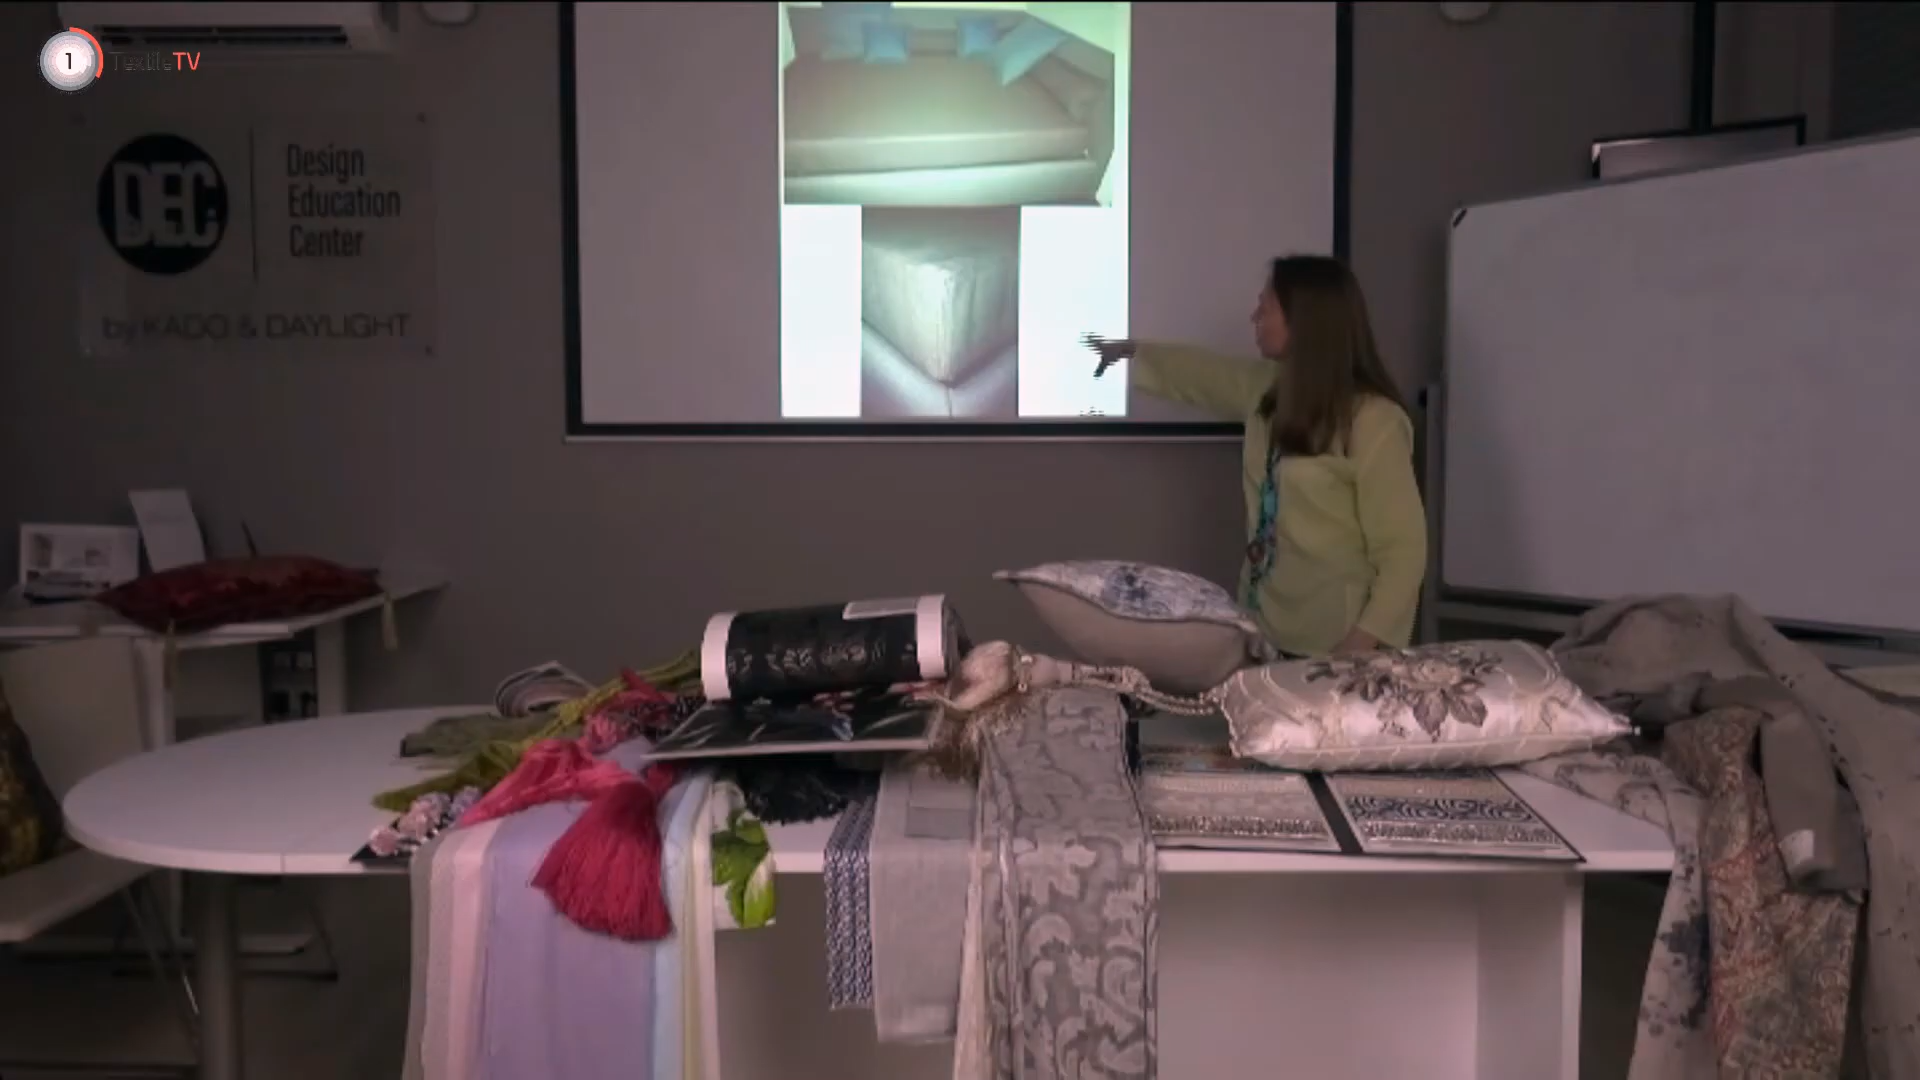 1 TextileTV
DEC
Design
Education
Center
by KADO & DAYLIGHT